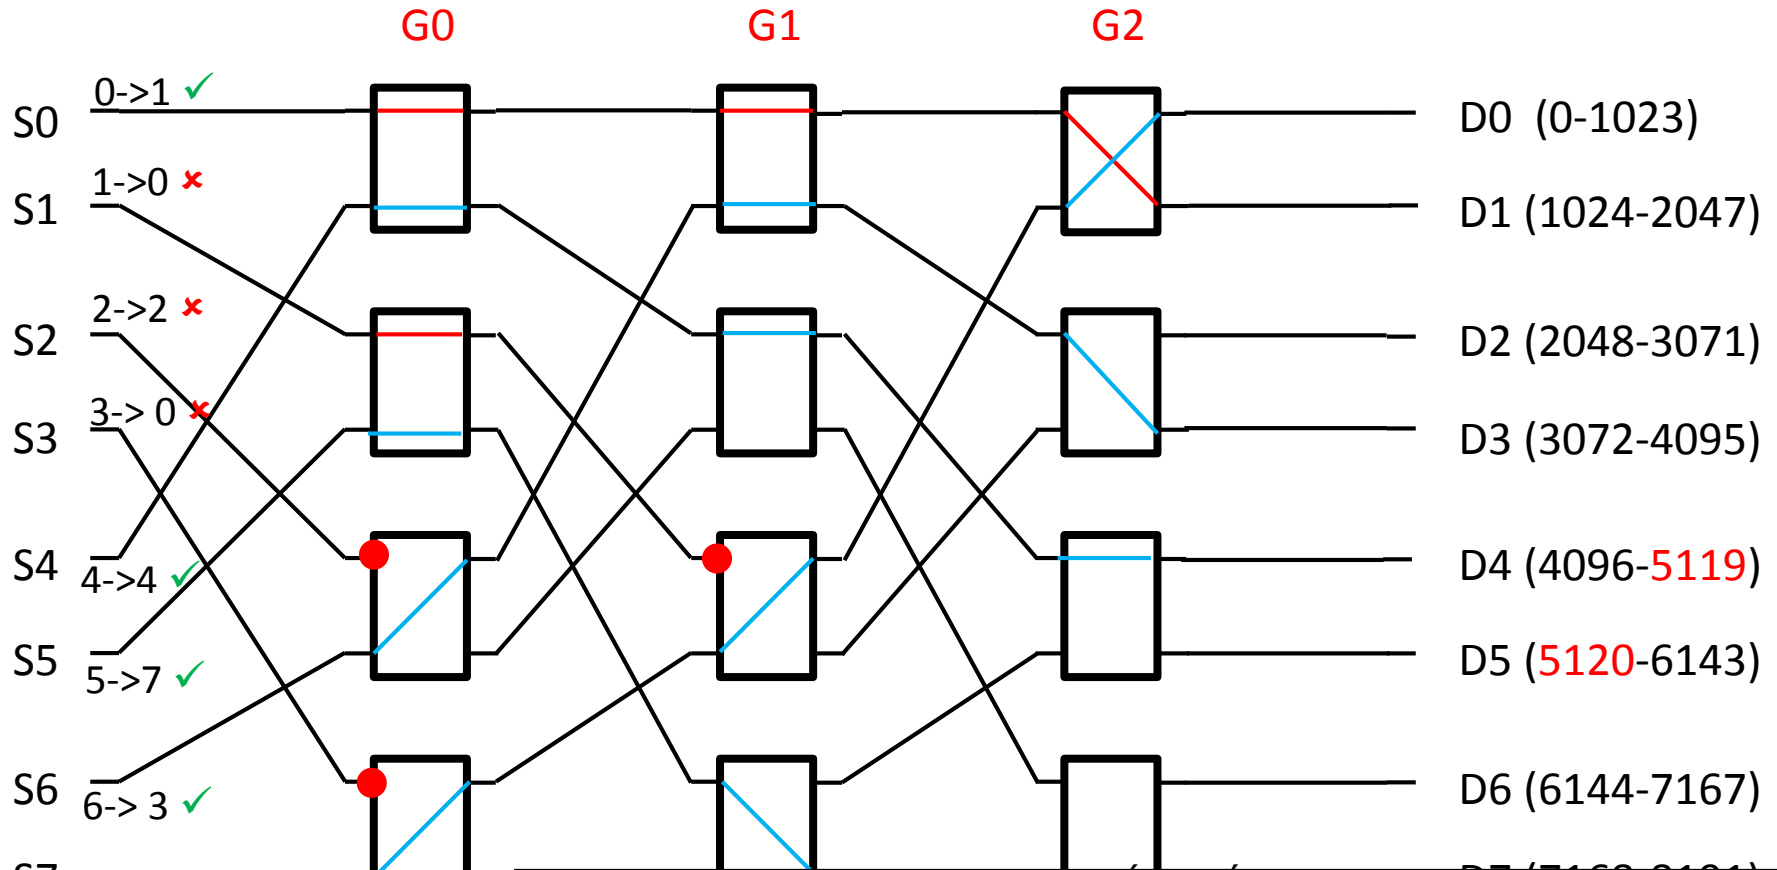 G0 G1 G2
0->1 ✓
S0 D0 (0-1023)
1->0 ✘
S1 D1 (1024-2047)
2->2 ✘
S2 D2 (2048-3071)
3-> 0 ✘
S3 D3 (3072-4095)
S4 D4 (4096-5119)
4->4 ✓
S5 D5 (5120-6143)
5->7 ✓
S6 D6 (6144-7167)
6-> 3 ✓